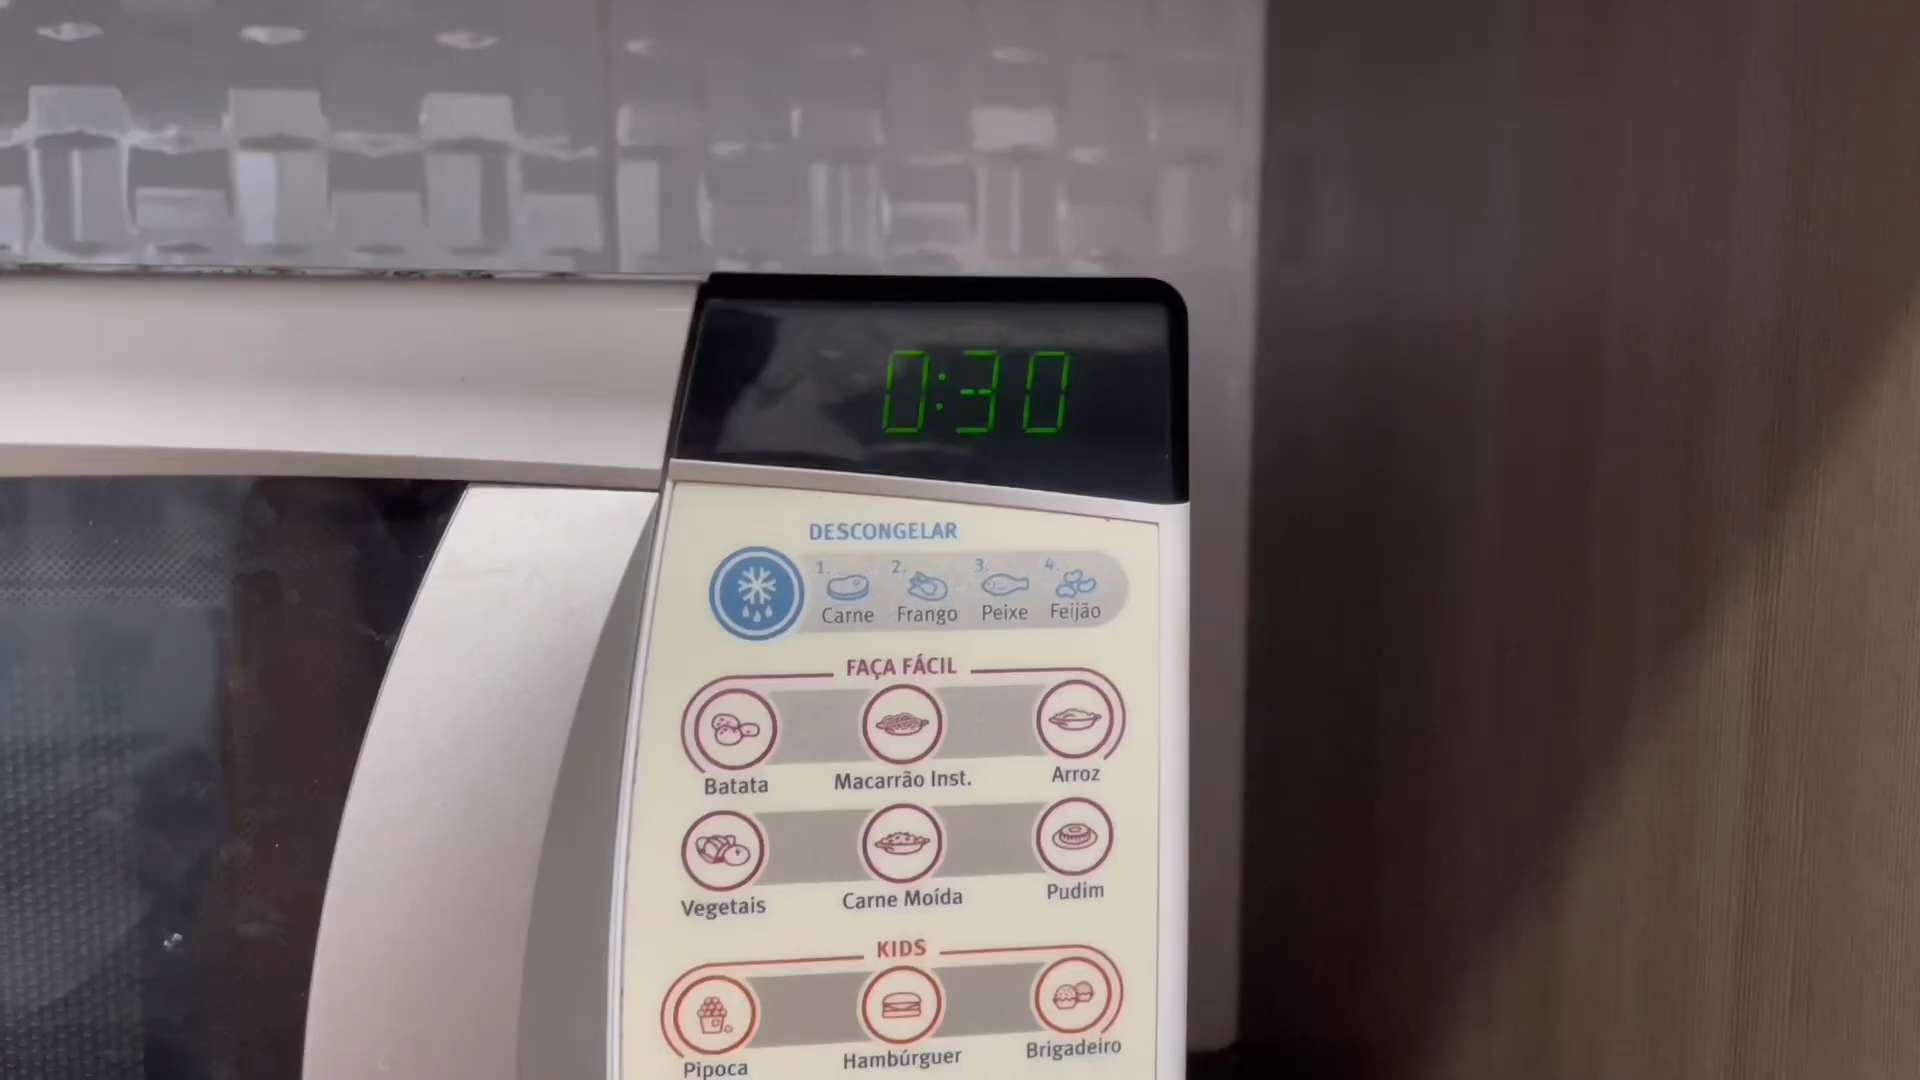 0:30
DESCONGELAR
1. 2. 3. 4.
Carne Frango Peixe Feijão
FAÇA FÁCIL
Batata Macarrão Inst. Arroz
Vegetais Carne Moída Pudim
KIDS
Pipoca Hambúrguer Brigadeiro